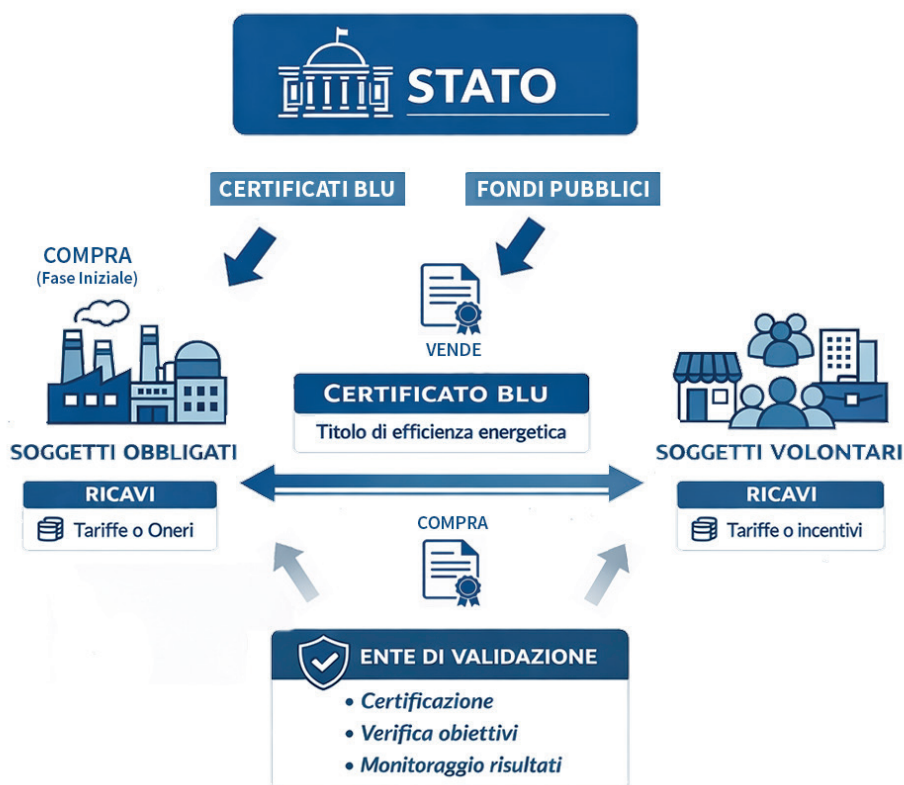 STATO
CERTIFICATI BLU
FONDI PUBBLICI
COMPRA
(Fase Iniziale)
VENDE
CERTIFICATO BLU
Titolo di efficienza energetica
SOGGETTI OBBLIGATI
SOGGETTI VOLONTARI
RICAVI
Tariffe o Oneri
RICAVI
Tariffe o incentivi
COMPRA
ENTE DI VALIDAZIONE
• Certificazione
• Verifica obiettivi
• Monitoraggio risultati